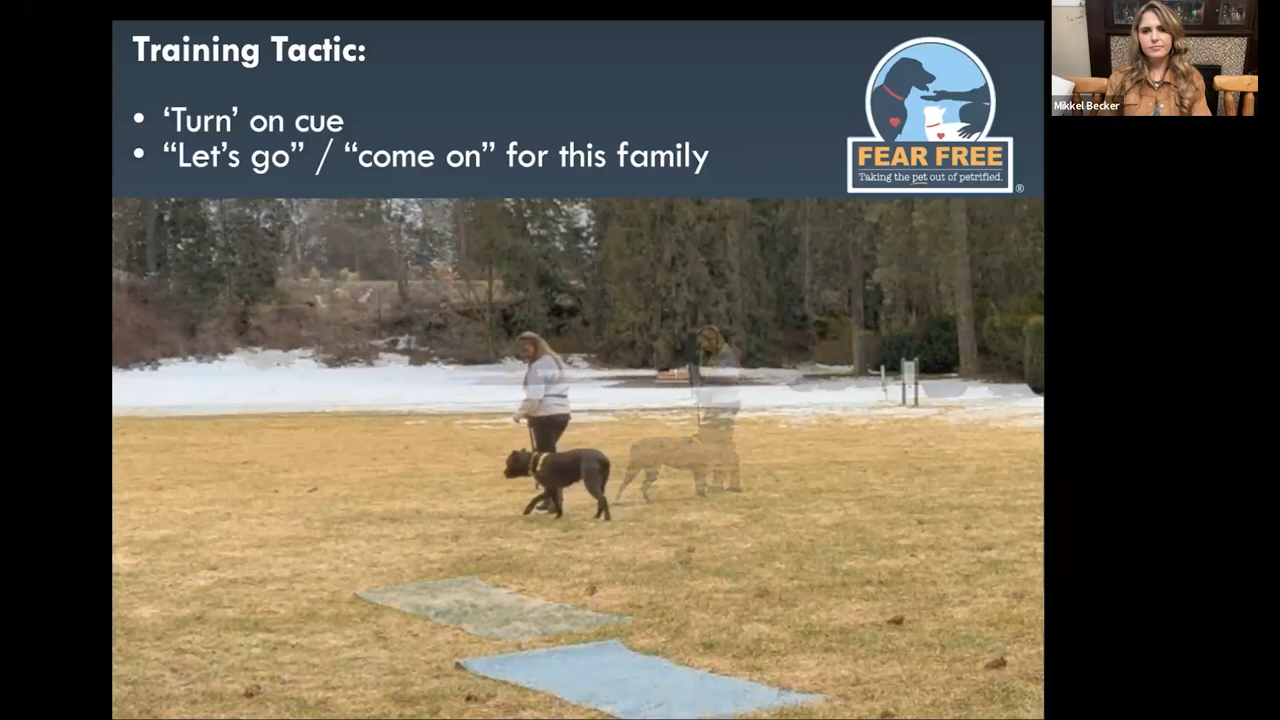 Training Tactic:
• ‘Turn’ on cue
• “Let’s go” / “come on” for this family
FEAR FREE
Taking the pet out of petrified.
®
Mikkel Becker